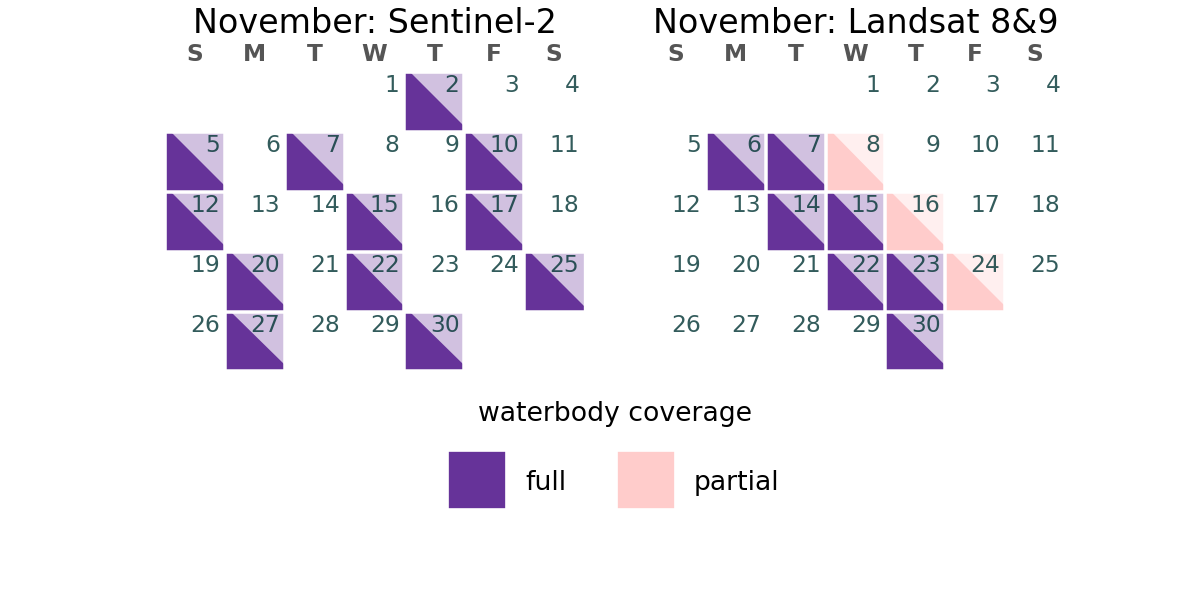 November: Sentinel-2
S M T W T F S
1 2 3 4
5 6 7 8 9 10 11
12 13 14 15 16 17 18
19 20 21 22 23 24 25
26 27 28 29 30
November: Landsat 8&9
S M T W T F S
1 2 3 4
5 6 7 8 9 10 11
12 13 14 15 16 17 18
19 20 21 22 23 24 25
26 27 28 29 30
waterbody coverage
full partial